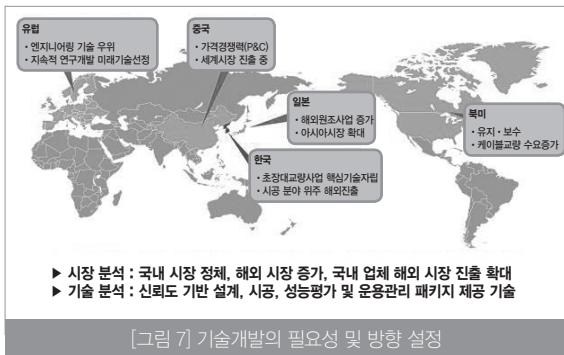 유럽
• 엔지니어링 기술 우위
• 지속적 연구개발 미래기술선정
중국
• 가격경쟁력(P&C)
• 세계시장 진출 중
일본
• 해외원조사업 증가
• 아시아시장 확대
북미
• 유지·보수
• 케이블교량 수요증가
한국
• 초장대교량사업 핵심기술자립
• 시공 분야 위주 해외진출
▶ 시장 분석 : 국내 시장 정체, 해외 시장 증가, 국내 업체 해외 시장 진출 확대
▶ 기술 분석 : 신뢰도 기반 설계, 시공, 성능평가 및 운용관리 패키지 제공 기술
[그림 7] 기술개발의 필요성 및 방향 설정